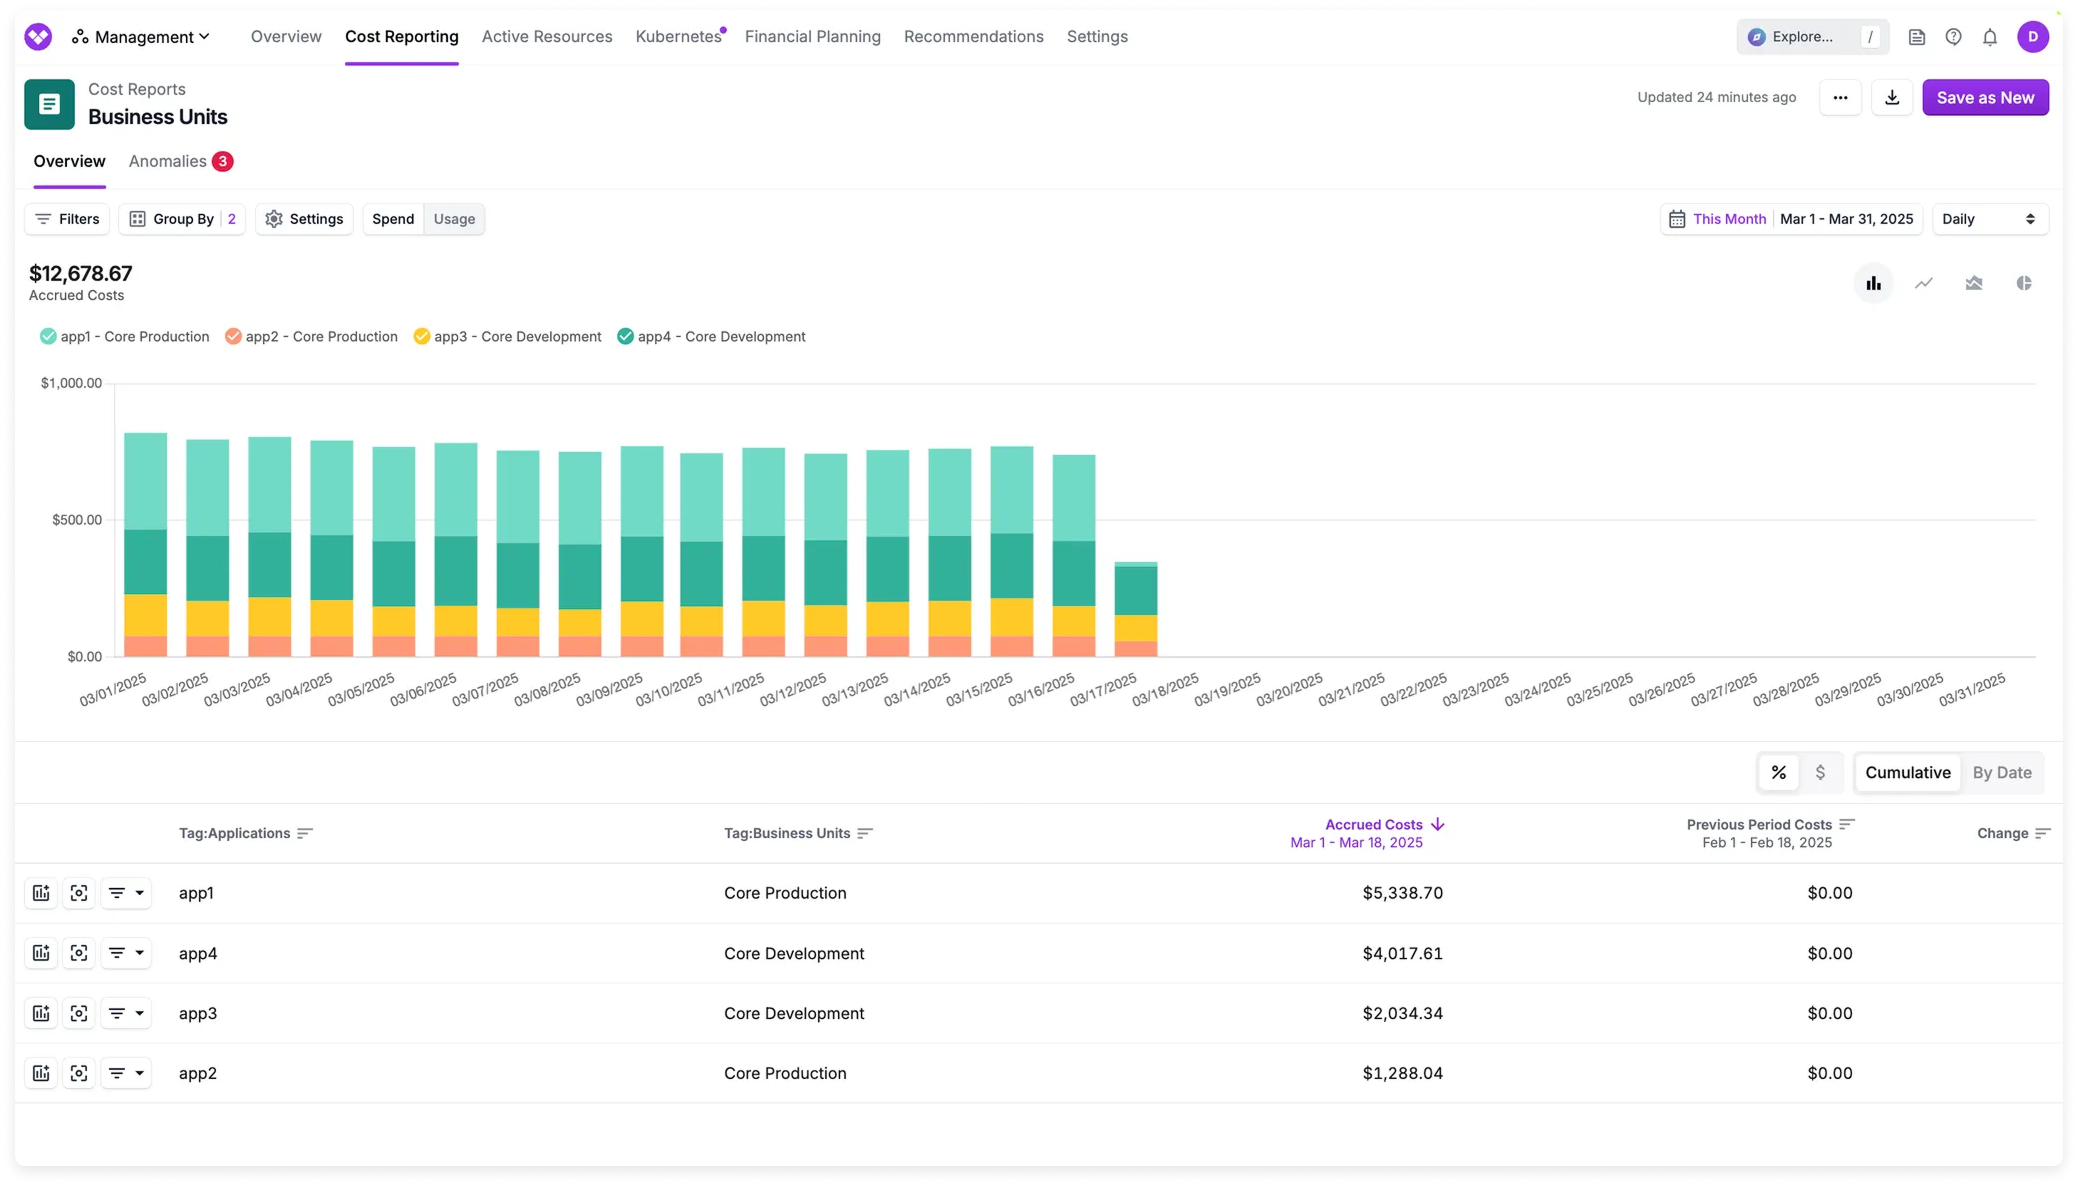 Management Overview Cost Reporting Active Resources Kubernetes Financial Planning Recommendations Settings Explore... / D
Cost Reports
Business Units
Updated 24 minutes ago ... Save as New
Overview Anomalies 3
Filters Group By 2 Settings Spend Usage This Month Mar 1 - Mar 31, 2025 Daily
$12,678.67
Accrued Costs
app1 - Core Production app2 - Core Production app3 - Core Development app4 - Core Development
$1,000.00
$500.00
$0.00
03/01/2025 03/02/2025 03/03/2025 03/04/2025 03/05/2025 03/06/2025 03/07/2025 03/08/2025 03/09/2025 03/10/2025 03/11/2025 03/12/2025 03/13/2025 03/14/2025 03/15/2025 03/16/2025 03/17/2025 03/18/2025 03/19/2025 03/20/2025 03/21/2025 03/22/2025 03/23/2025 03/24/2025 03/25/2025 03/26/2025 03/27/2025 03/28/2025 03/29/2025 03/30/2025 03/31/2025
% $ Cumulative By Date
Tag:Applications Tag:Business Units Accrued Costs Previous Period Costs Change
Mar 1 - Mar 18, 2025 Feb 1 - Feb 18, 2025
app1 Core Production $5,338.70 $0.00
app4 Core Development $4,017.61 $0.00
app3 Core Development $2,034.34 $0.00
app2 Core Production $1,288.04 $0.00